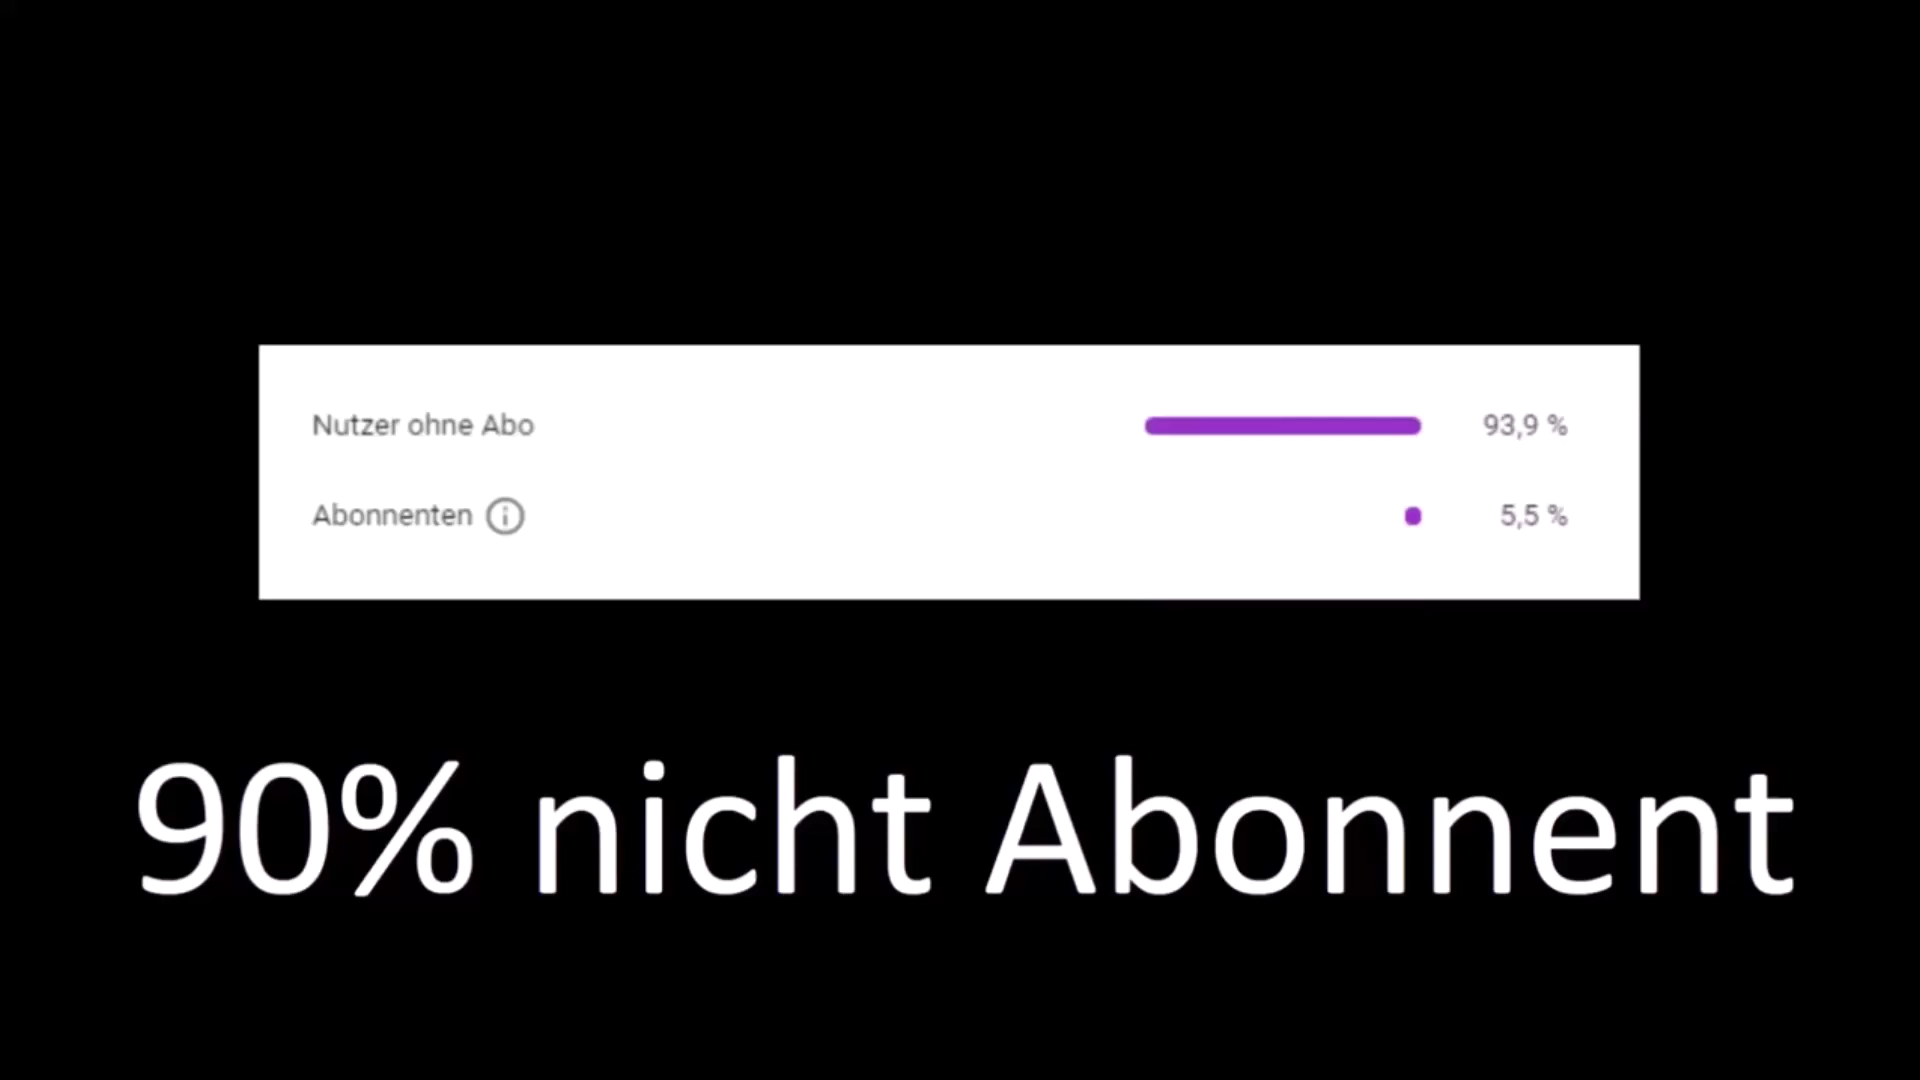 Nutzer ohne Abo 93,9 %
Abonnenten 5,5 %
90% nicht Abonnent